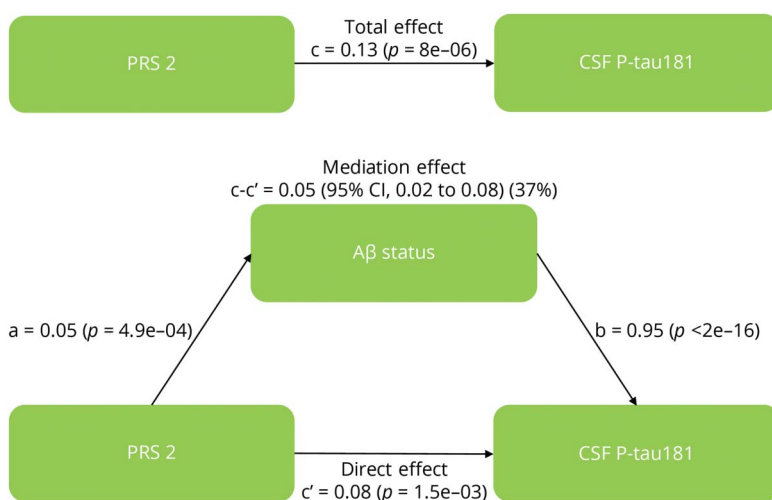 Total effect
c = 0.13 (p = 8e–06)
PRS 2
CSF P-tau181
Mediation effect
c-c’ = 0.05 (95% CI, 0.02 to 0.08) (37%)
Aβ status
a = 0.05 (p = 4.9e–04)
b = 0.95 (p <2e–16)
PRS 2
CSF P-tau181
Direct effect
c’ = 0.08 (p = 1.5e–03)